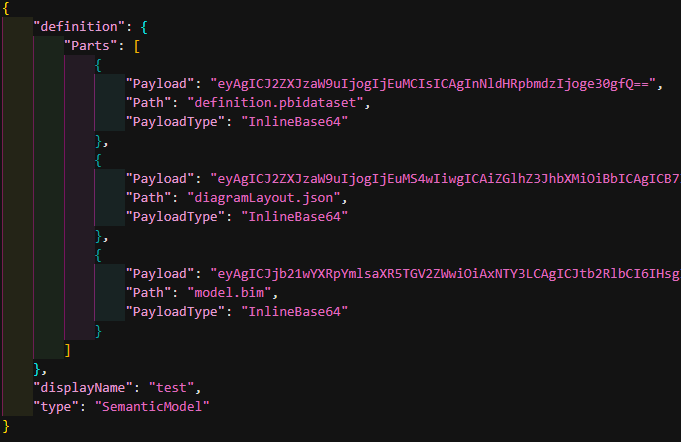 {
"definition": {
"Parts": [
{
"Payload": "eyAgICJ2ZXJzaW9uIjogIjEuMCIsICAgInNldHRpbmdzIjoge30gfQ==",
"Path": "definition.pbidataset",
"PayloadType": "InlineBase64"
},
{
"Payload": "eyAgICJ2ZXJzaW9uIjogIjEuMS4wIiwgICAiZGlhZ3JhbXMiOiBbICAgICB7
"Path": "diagramLayout.json",
"PayloadType": "InlineBase64"
},
{
"Payload": "eyAgICJjb21wYXRpYmlsaXR5TGV2ZWwiOiAxNTY3LCAgICJtb2RlbCI6IHsg
"Path": "model.bim",
"PayloadType": "InlineBase64"
}
]
},
"displayName": "test",
"type": "SemanticModel"
}